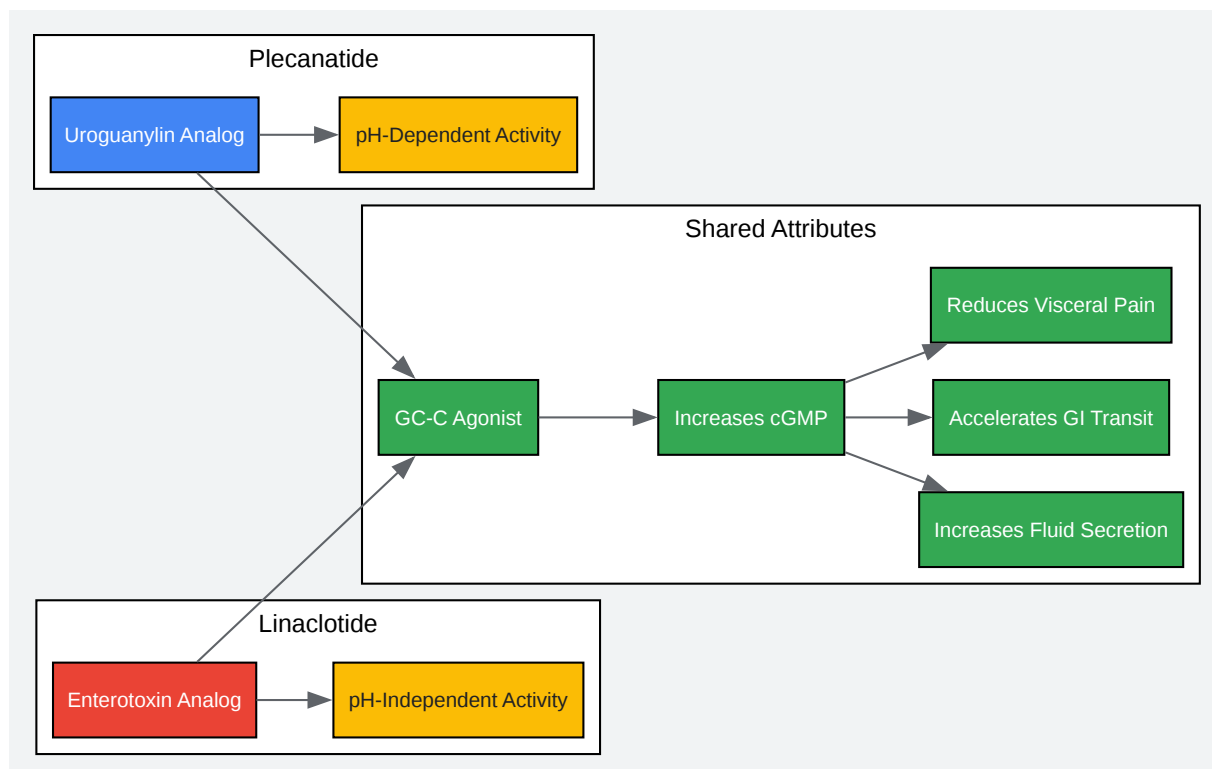 Plecanatide
Uroguanylin Analog
pH-Dependent Activity
Shared Attributes
Reduces Visceral Pain
GC-C Agonist
Increases cGMP
Accelerates GI Transit
Increases Fluid Secretion
Linaclotide
Enterotoxin Analog
pH-Independent Activity